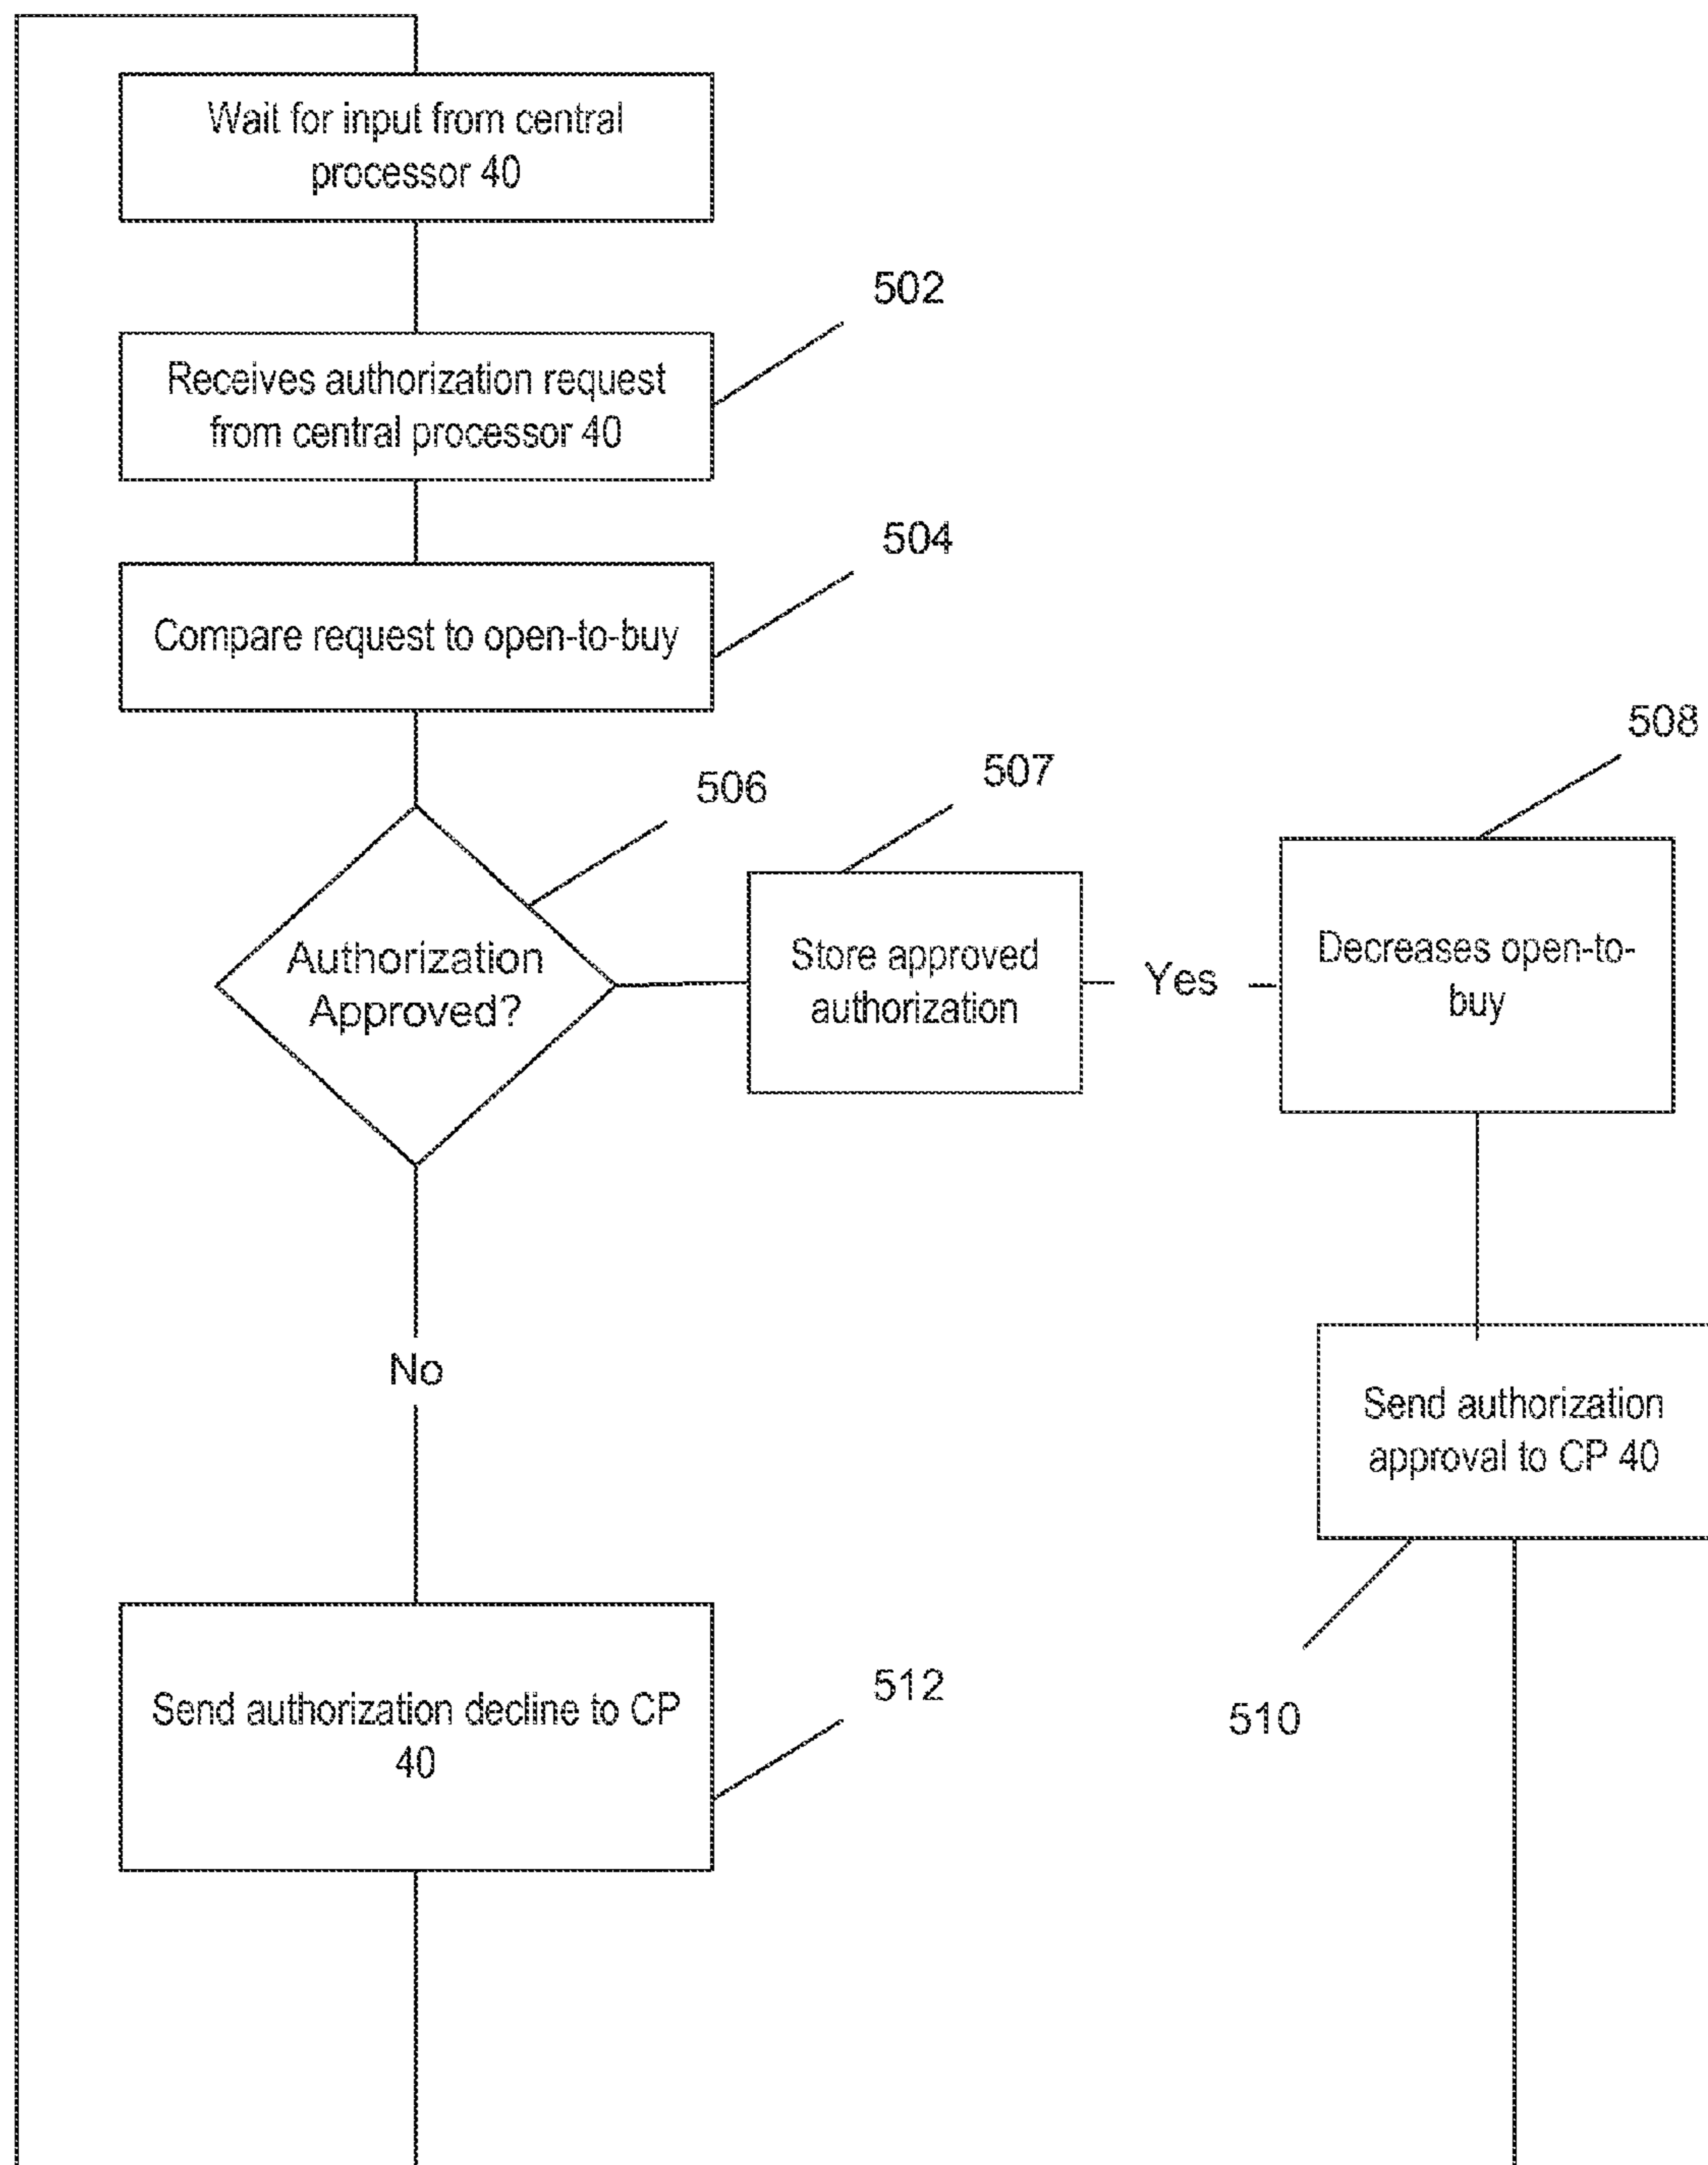 Wait for input from central
processor 40
502
Receives authorization request
from central processor 40
504
Compare request to open-to-buy
508
507
506
Authorization
Approved?
Store approved
authorization
Yes
Decreases open-to-
buy
No
Send authorization
approval to CP 40
512
510
Send authorization decline to CP
40